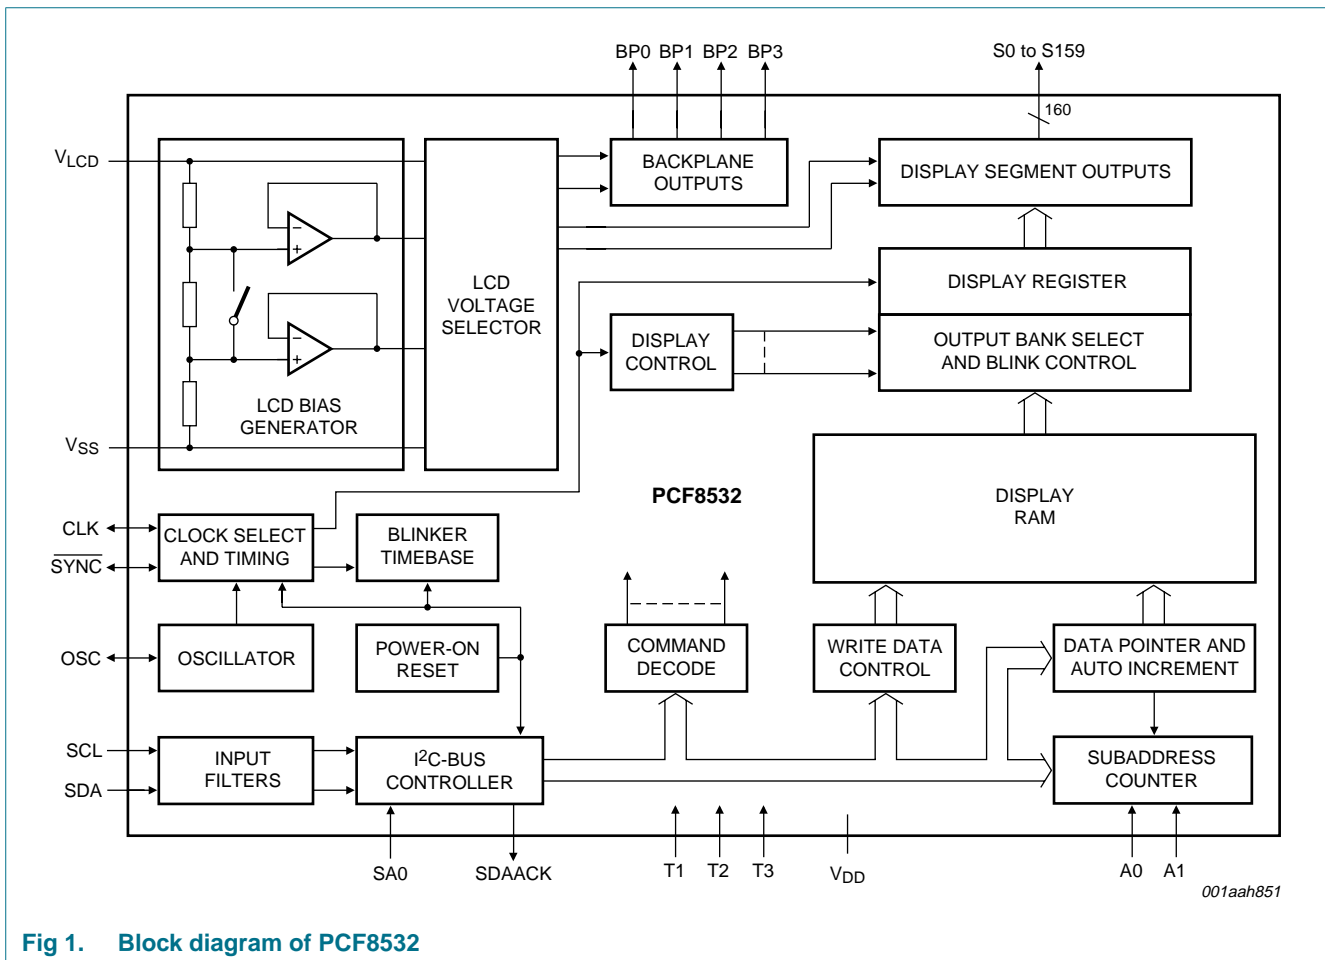 BP0 BP1 BP2 BP3
S0 to S159
160
VLCD
BACKPLANE
OUTPUTS
DISPLAY SEGMENT OUTPUTS
−
+
LCD
VOLTAGE
SELECTOR
DISPLAY REGISTER
−
+
DISPLAY
CONTROL
OUTPUT BANK SELECT
AND BLINK CONTROL
LCD BIAS
GENERATOR
VSS
PCF8532
DISPLAY
RAM
CLK
SYNC
CLOCK SELECT
AND TIMING
BLINKER
TIMEBASE
OSC
OSCILLATOR
POWER-ON
RESET
COMMAND
DECODE
WRITE DATA
CONTROL
DATA POINTER AND
AUTO INCREMENT
SCL
SDA
INPUT
FILTERS
I2C-BUS
CONTROLLER
SUBADDRESS
COUNTER
SA0
SDAACK
T1 T2 T3
VDD
A0 A1
001aah851
Fig 1. Block diagram of PCF8532